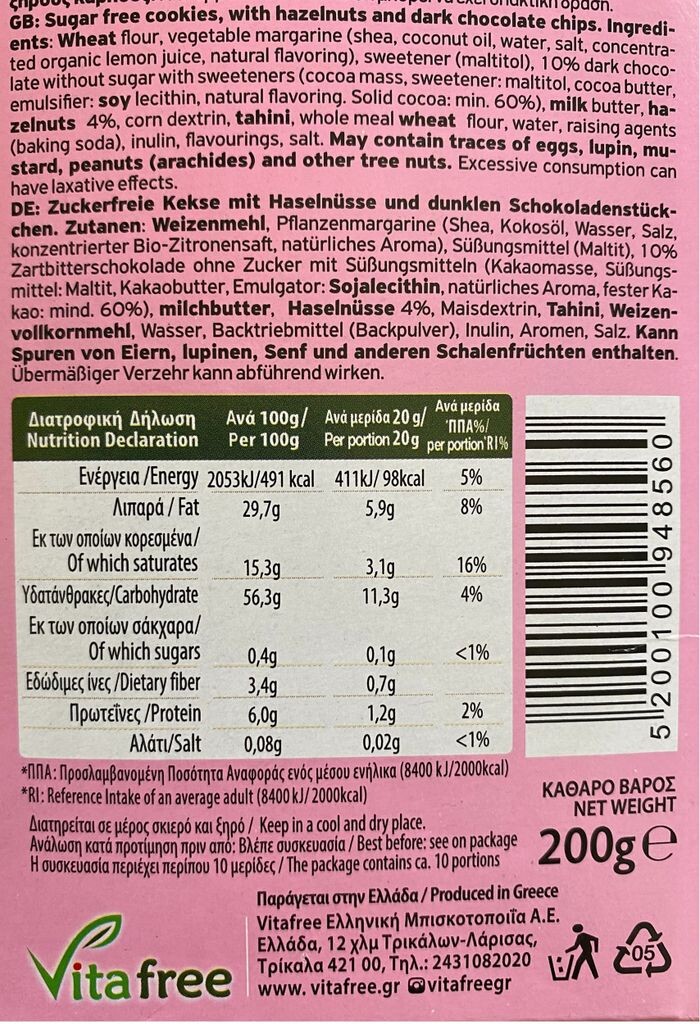 GB: Sugar free cookies, with hazelnuts and dark chocolate chips. Ingredi-
ents: Wheat flour, vegetable margarine (shea, coconut oil, water, salt, concentra-
ted organic lemon juice, natural flavoring), sweetener (maltitol), 10% dark choco-
late without sugar with sweeteners (cocoa mass, sweetener: maltitol, cocoa butter,
emulsifier: soy lecithin, natural flavoring. Solid cocoa: min. 60%), milk butter, ha-
zelnuts 4%, corn dextrin, tahini, whole meal wheat flour, water, raising agents
(baking soda), inulin, flavourings, salt. May contain traces of eggs, lupin, mu-
stard, peanuts (arachides) and other tree nuts. Excessive consumption can
have laxative effects.
DE: Zuckerfreie Kekse mit Haselnüsse und dunklen Schokoladenstück-
chen. Zutanen: Weizenmehl, Pflanzenmargarine (Shea, Kokosöl, Wasser, Salz,
konzentrierter Bio-Zitronensaft, natürliches Aroma), Süßungsmittel (Maltit), 10%
Zartbitterschokolade ohne Zucker mit Süßungsmitteln (Kakaomasse, Süßungs-
mittel: Maltit, Kakaobutter, Emulgator: Sojalecithin, natürliches Aroma, fester Ka-
kao: mind. 60%), milchbutter, Haselnüsse 4%, Maisdextrin, Tahini, Weizen-
vollkornmehl, Wasser, Backtriebmittel (Backpulver), Inulin, Aromen, Salz. Kann
Spuren von Eiern, lupinen, Senf und anderen Schalenfrüchten enthalten.
Übermäßiger Verzehr kann abführend wirken.
Διατροφική Δήλωση Ανά 100g/ Ανά μερίδα 20 g/ Ανά μερίδα *ΠΠΑ%/
Nutrition Declaration Per 100g Per portion 20g per portion*RI%
Ενέργεια /Energy 2053kJ/491 kcal 411kJ/ 98kcal 5%
Λιπαρά / Fat 29,7g 5,9g 8%
Εκ των οποίων κορεσμένα/
Of which saturates 15,3g 3,1g 16%
Υδατάνθρακες/Carbohydrate 56,3g 11,3g 4%
Εκ των οποίων σάκχαρα/
Of which sugars 0,4g 0,1g <1%
Εδώδιμες ίνες /Dietary fiber 3,4g 0,7g
Πρωτεΐνες /Protein 6,0g 1,2g 2%
Αλάτι/Salt 0,08g 0,02g <1%
5 200100 948560
*ΠΠΑ: Προσλαμβανομένη Ποσότητα Αναφοράς ενός μέσου ενήλικα (8400 kJ/2000kcal)
*RI: Reference Intake of an average adult (8400 kJ/ 2000kcal)
Διατηρείται σε μέρος σκιερό και ξηρό / Keep in a cool and dry place.
Ανάλωση κατά προτίμηση πριν από: Βλέπε συσκευασία / Best before: see on package
Η συσκευασία περιέχει περίπου 10 μερίδες / The package contains ca. 10 portions
ΚΑΘΑΡΟ ΒΑΡΟΣ
NET WEIGHT
200g e
Παράγεται στην Ελλάδα / Produced in Greece
Vitafree Ελληνική Μπισκοτοποιΐα Α.Ε.
Ελλάδα, 12 χλμ Τρικάλων-Λάρισας,
Τρίκαλα 421 00, Τηλ.: 2431082020
www. vitafree.gr vitafreegr
Vitafree
05